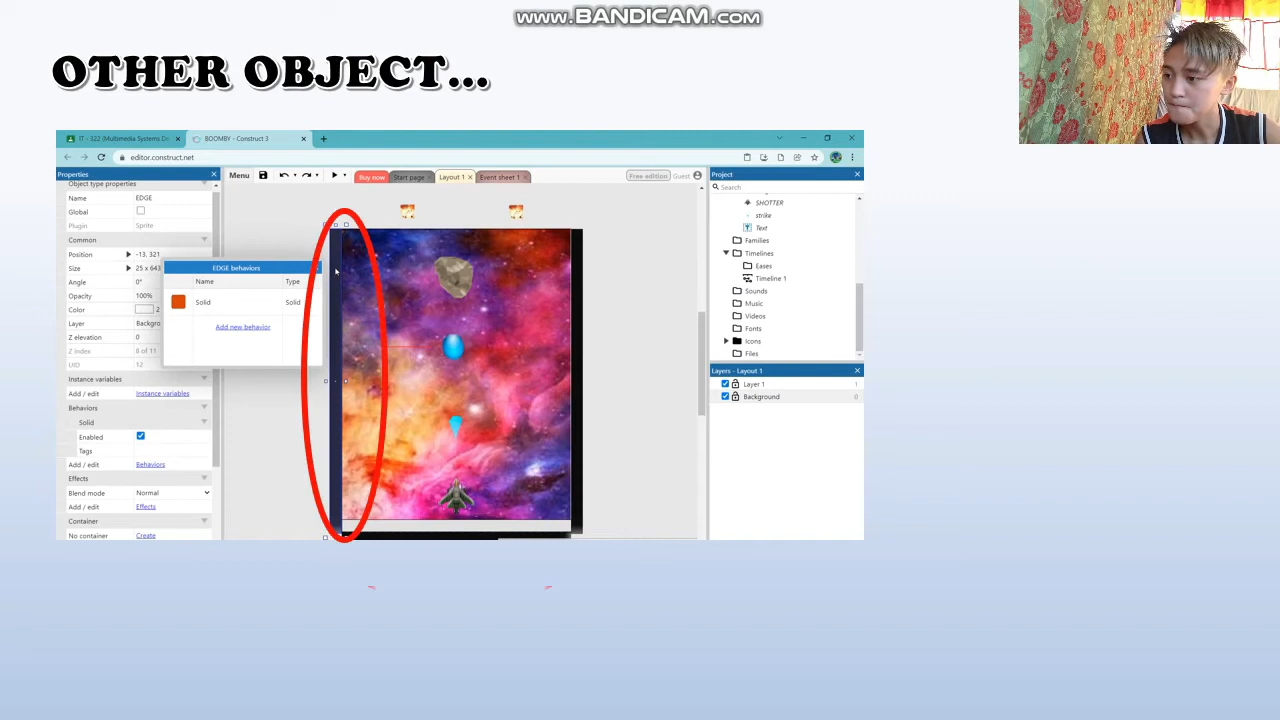 www.BANDICAM.com
OTHER OBJECT...
BOOMBY - Construct 3
editor.construct.net
Properties
Menu
Buy now
Start page
Layout 1
Event sheet 1
Free edition
Guest
Project
Object type properties
Name EDGE
Global
Plugin Sprite
Common
Position -13, 321
Size 25 x 643
Angle 0°
Opacity 100%
Color
Layer Backgro
Z elevation 0
Z Index 8 of 11
UID 12
Instance variables
Add / edit Instance variables
Behaviors
Solid
Enabled
Tags
Add / edit Behaviors
Effects
Blend mode Normal
Add / edit Effects
Container
No container Create
EDGE behaviors
Name Type
Solid Solid
Add new behavior
Search
SHOTTER
strike
Text
Families
Timelines
Eases
Timeline 1
Sounds
Music
Videos
Fonts
Icons
Files
Layers - Layout 1
Layer 1 1
Background 0